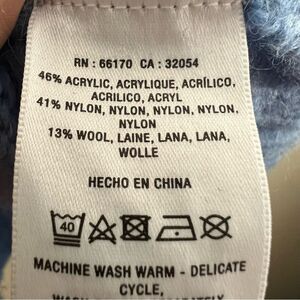 RN : 66170 CA : 32054
46% ACRYLIC, ACRYLIQUE, ACRÍLICO,
ACRILICO, ACRYL
41% NYLON, NYLON, NYLON, NYLON,
NYLON
13% WOOL, LAINE, LANA, LANA,
WOLLE
HECHO EN CHINA
40
MACHINE WASH WARM - DELICATE
CYCLE,